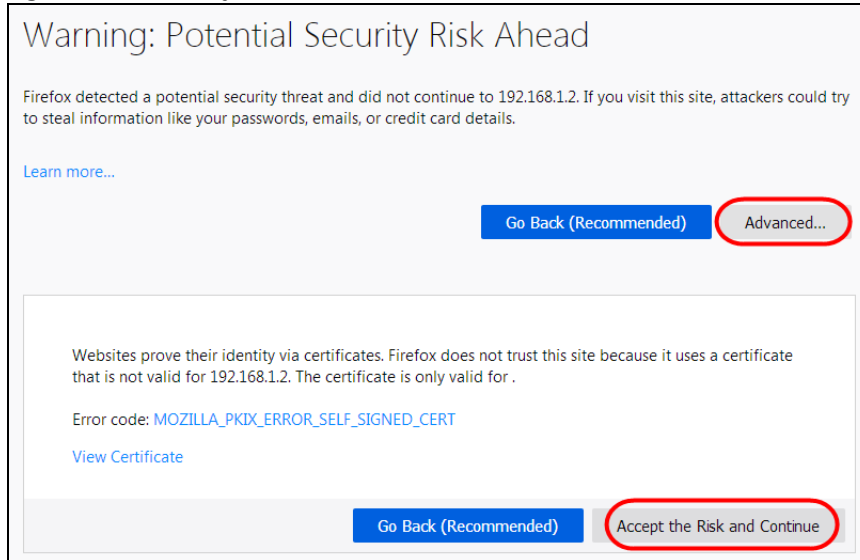 Warning: Potential Security Risk Ahead
Firefox detected a potential security threat and did not continue to 192.168.1.2. If you visit this site, attackers could try
to steal information like your passwords, emails, or credit card details.
Learn more...
Go Back (Recommended) Advanced...
Websites prove their identity via certificates. Firefox does not trust this site because it uses a certificate
that is not valid for 192.168.1.2. The certificate is only valid for .
Error code: MOZILLA_PKIX_ERROR_SELF_SIGNED_CERT
View Certificate
Go Back (Recommended) Accept the Risk and Continue